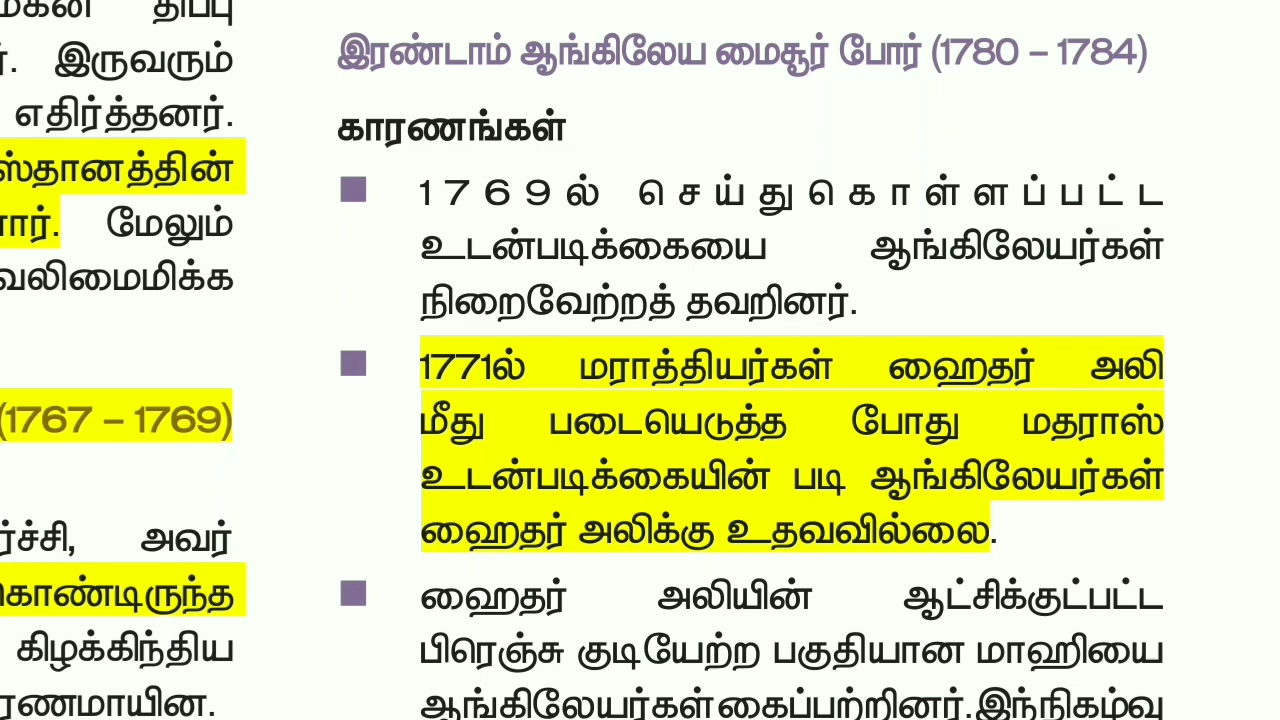 திப்பு
இருவரும்
எதிர்த்தனர்.
ஸ்தானத்தின்
மேலும்
வலிமைமிக்க
(1767 – 1769)
அவர்
கொண்டிருந்த
கிழக்கிந்திய
இரண்டாம் ஆங்கிலேய மைசூர் போர் (1780 – 1784)
காரணங்கள்
1769ல் செய்துகொள்ளப்பட்ட
உடன்படிக்கையை ஆங்கிலேயர்கள்
நிறைவேற்றத் தவறினர்.
1771ல் மராத்தியர்கள் ஹைதர் அலி
மீது படையெடுத்த போது மதராஸ்
உடன்படிக்கையின் படி ஆங்கிலேயர்கள்
ஹைதர் அலிக்கு உதவவில்லை.
ஹைதர் அலியின் ஆட்சிக்குட்பட்ட
பிரெஞ்சு குடியேற்ற பகுதியான மாஹியை
ஆங்கிலேயர்கள் கைப்பற்றினர்.இந்நிகழ்வு